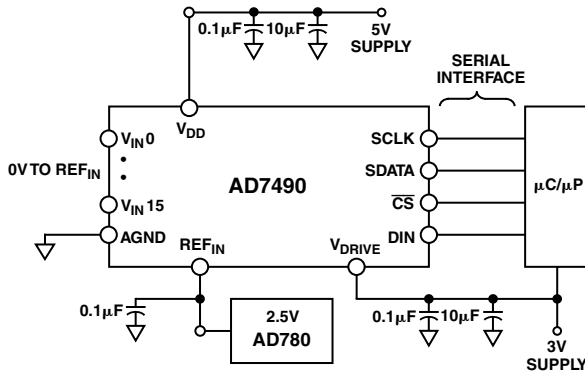 0.1µF
10µF
5V
SUPPLY
SERIAL
INTERFACE
VDD
VIN0
0V TO REFIN
VIN15
AGND
AD7490
SCLK
SDATA
CS
DIN
µC/µP
REFIN
VDRIVE
0.1µF
2.5V
AD780
0.1µF
10µF
3V
SUPPLY